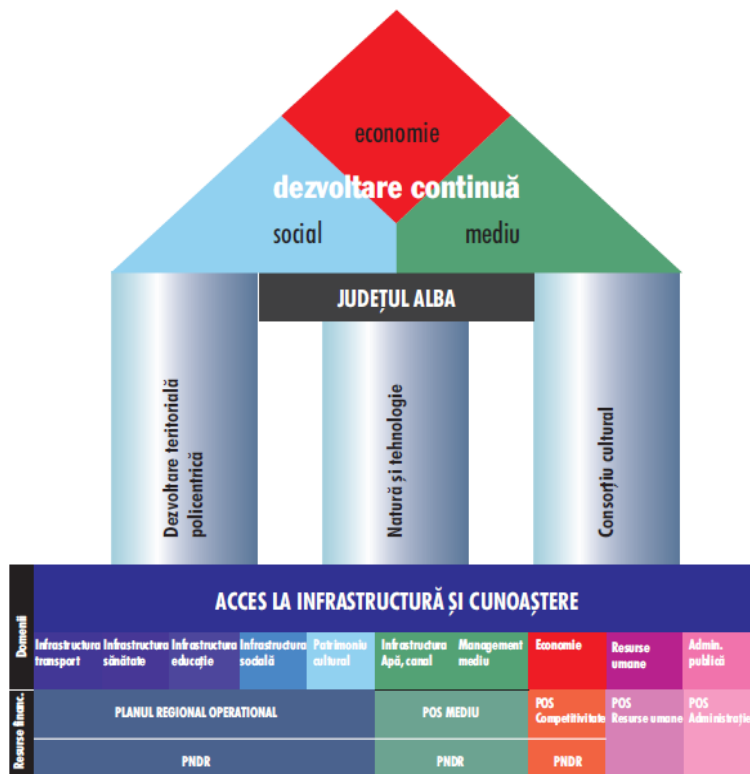 economie
dezvoltare continuă
social
mediu
JUDEȚUL ALBA
Dezvoltare teritorială
policentrică
Natură și tehnologie
Consorțiu cultural
Domenii
ACCES LA INFRASTRUCTURĂ ȘI CUNOAȘTERE
Infrastructura
transport
Infrastructura
sănătate
Infrastructura
educație
Infrastructura
socială
Patrimoniu
cultural
Infrastructura
Apă, canal
Management
mediu
Economie
Resurse
umane
Admin.
publică
Resurse financ.
PLANUL REGIONAL OPERATIONAL
POS MEDIU
POS
Competitivitate
POS
Resurse umane
POS
Administrație
PNDR
PNDR
PNDR